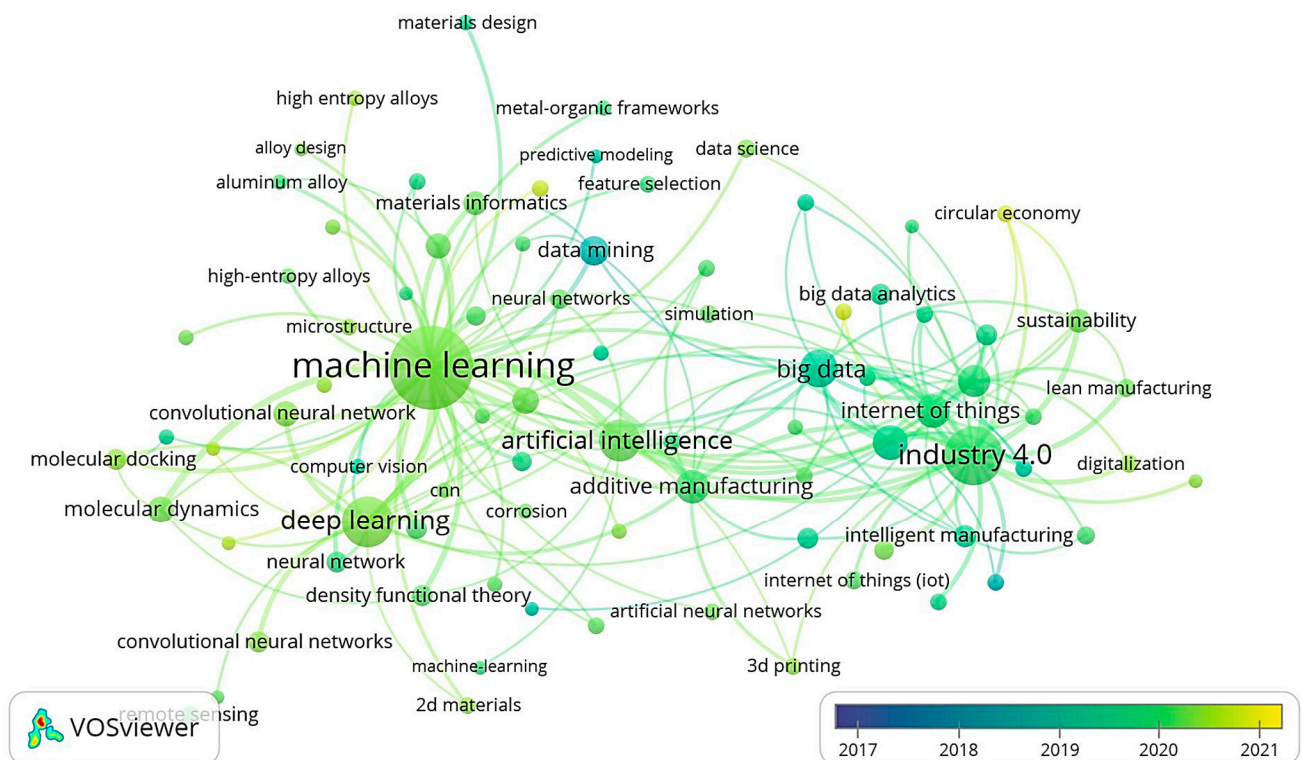 materials design
high entropy alloys
metal-organic frameworks
alloy design
predictive modeling
data science
aluminum alloy
feature selection
materials informatics
circular economy
data mining
high-entropy alloys
big data analytics
neural networks
simulation
sustainability
microstructure
machine learning
big data
lean manufacturing
convolutional neural network
internet of things
artificial intelligence
industry 4.0
molecular docking
computer vision
digitalization
additive manufacturing
cnn
molecular dynamics
corrosion
deep learning
intelligent manufacturing
neural network
internet of things (iot)
density functional theory
artificial neural networks
convolutional neural networks
machine-learning
3d printing
2d materials
remote sensing
VOSviewer
2017 2018 2019 2020 2021